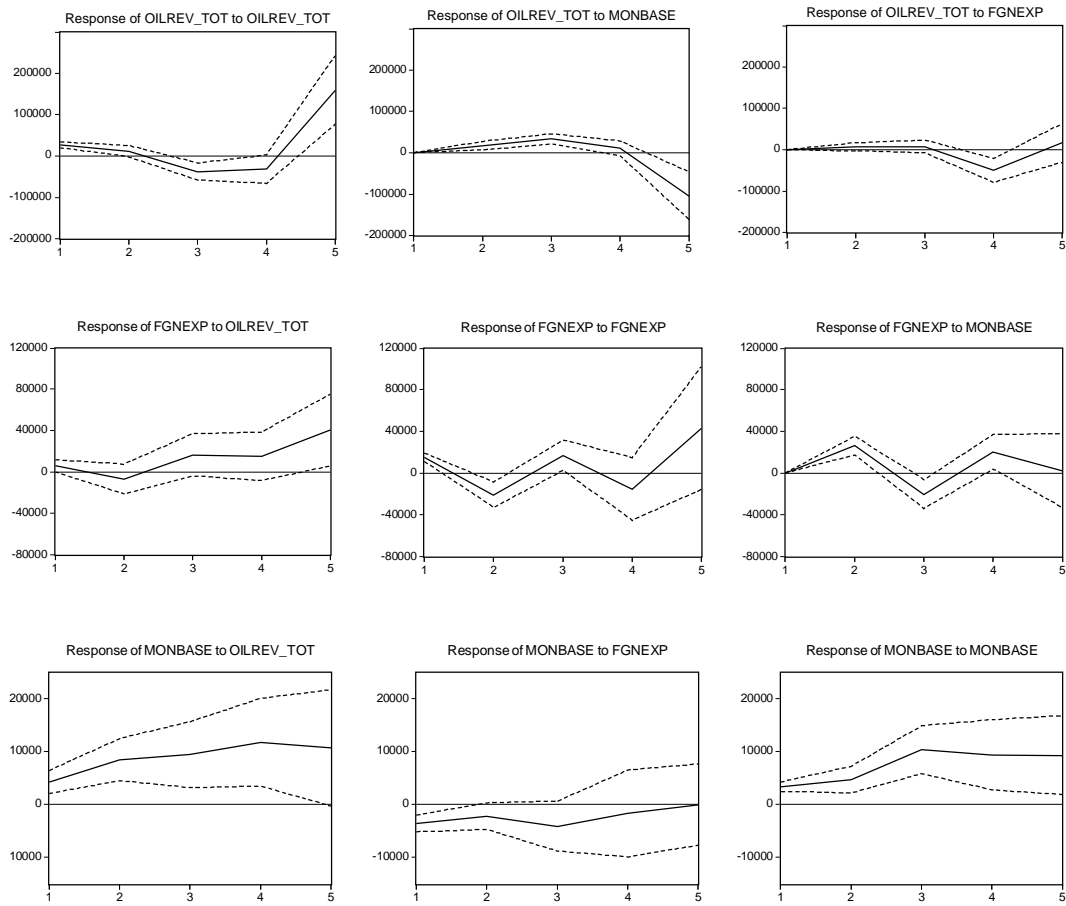 Response of OILREV_TOT to OILREV_TOT
200000
100000
0
-100000
-200000
1 2 3 4 5
Response of OILREV_TOT to MONBASE
200000
100000
0
-100000
-200000
1 2 3 4 5
Response of OILREV_TOT to FGNEXP
200000
100000
0
-100000
-200000
1 2 3 4 5
Response of FGNEXP to OILREV_TOT
120000
80000
40000
0
-40000
-80000
1 2 3 4 5
Response of FGNEXP to FGNEXP
120000
80000
40000
0
-40000
-80000
1 2 3 4 5
Response of FGNEXP to MONBASE
120000
80000
40000
0
-40000
-80000
1 2 3 4 5
Response of MONBASE to OILREV_TOT
20000
10000
0
10000
1 2 3 4 5
Response of MONBASE to FGNEXP
20000
10000
0
-10000
1 2 3 4 5
Response of MONBASE to MONBASE
20000
10000
0
-10000
1 2 3 4 5